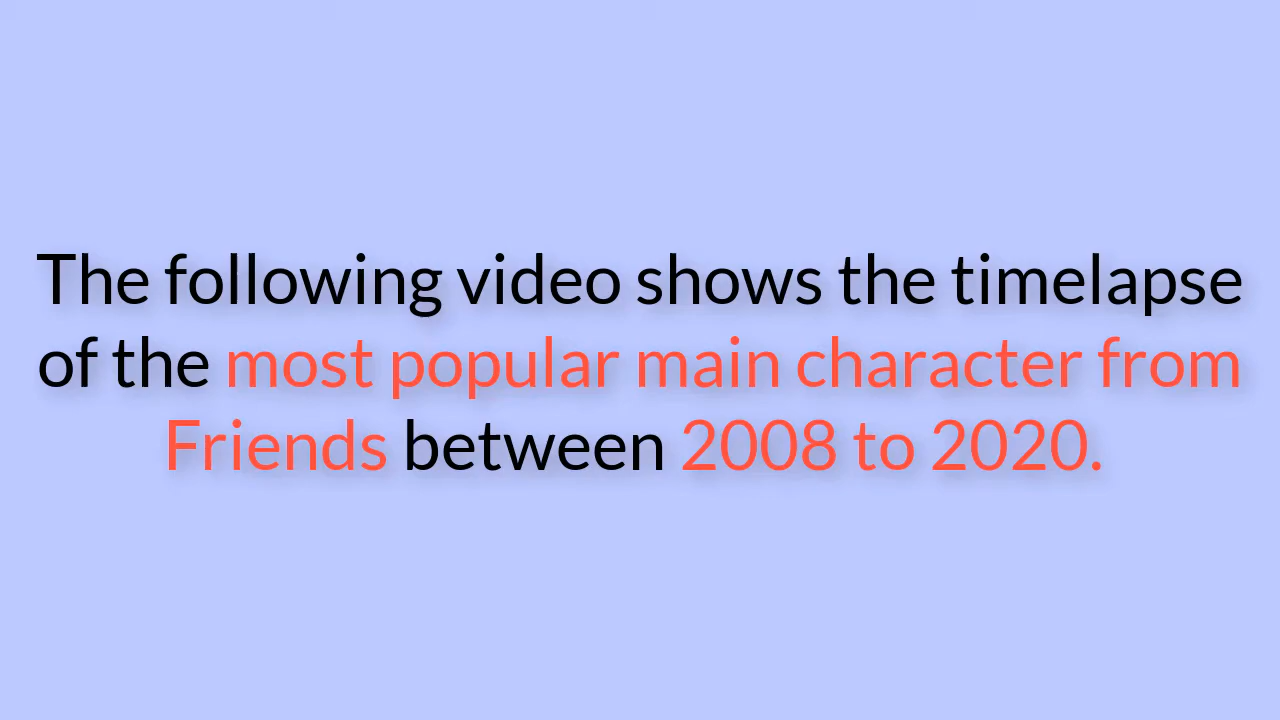 The following video shows the timelapse
of the most popular main character from
Friends between 2008 to 2020.